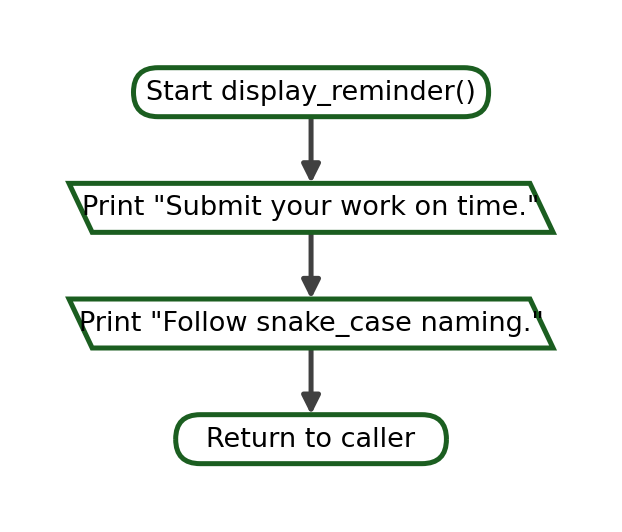 Start display_reminder()
Print "Submit your work on time."
Print "Follow snake_case naming."
Return to caller